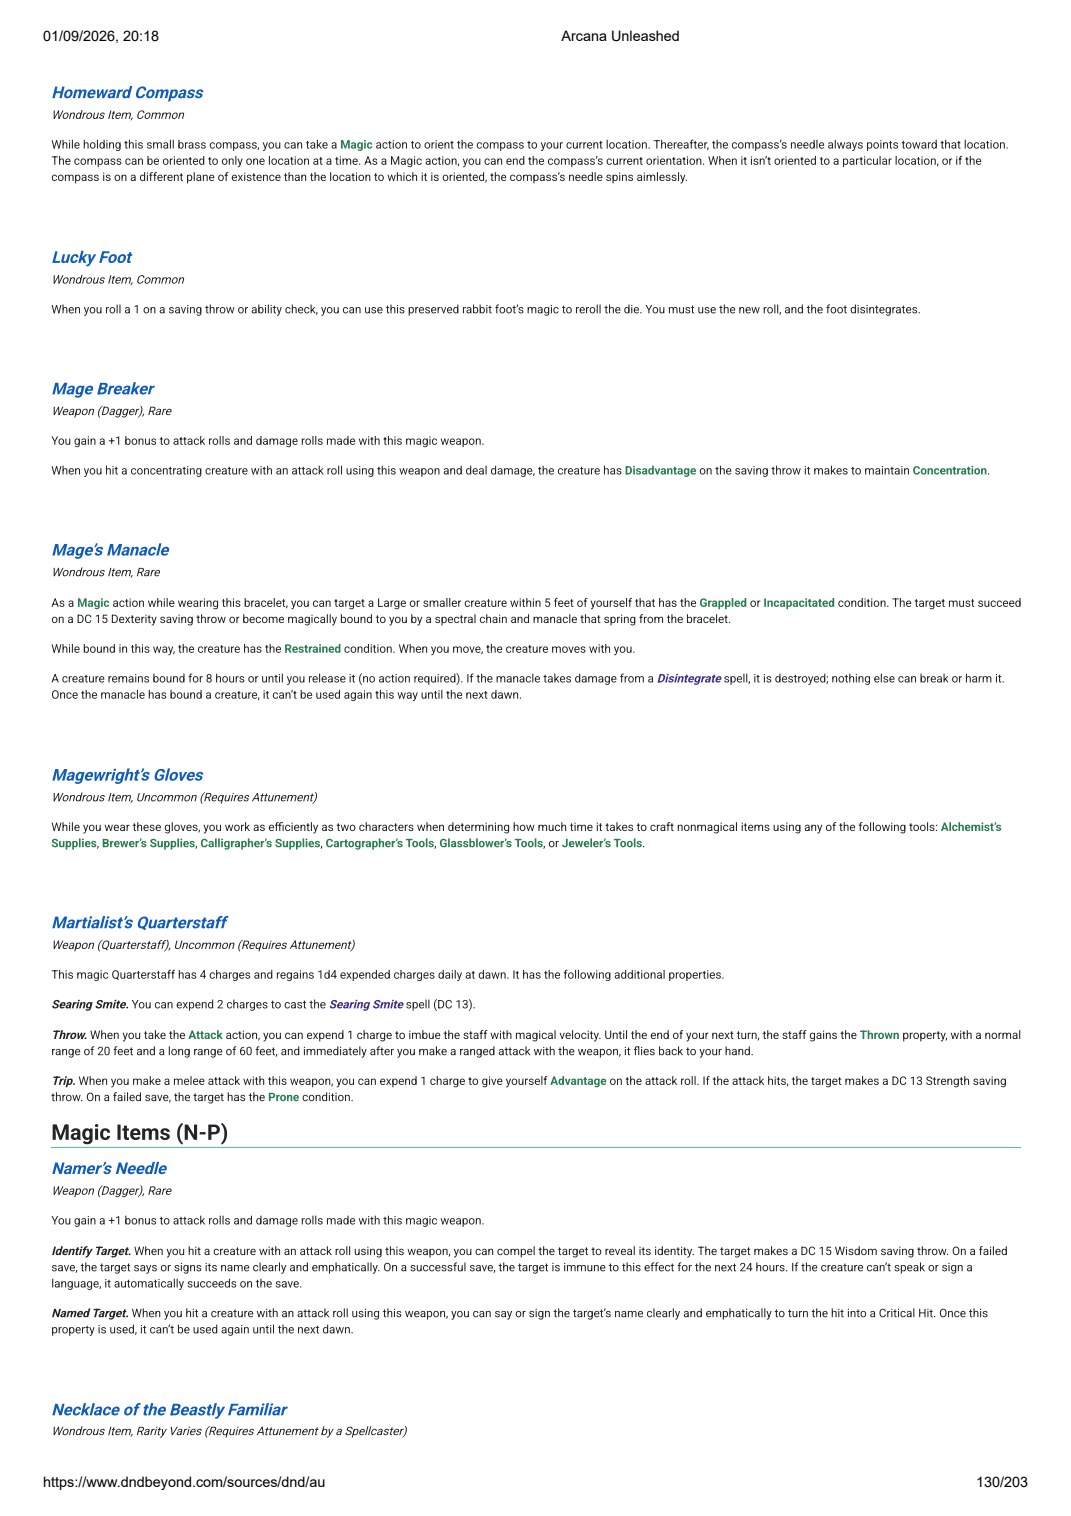 01/09/2026, 20:18
Arcana Unleashed
Homeward Compass
Wondrous Item, Common
While holding this small brass compass, you can take a Magic action to orient the compass to your current location. Thereafter, the compass’s needle always points toward that location.
The compass can be oriented to only one location at a time. As a Magic action, you can end the compass’s current orientation. When it isn’t oriented to a particular location, or if the
compass is on a different plane of existence than the location to which it is oriented, the compass’s needle spins aimlessly.
Lucky Foot
Wondrous Item, Common
When you roll a 1 on a saving throw or ability check, you can use this preserved rabbit foot’s magic to reroll the die. You must use the new roll, and the foot disintegrates.
Mage Breaker
Weapon (Dagger), Rare
You gain a +1 bonus to attack rolls and damage rolls made with this magic weapon.
When you hit a concentrating creature with an attack roll using this weapon and deal damage, the creature has Disadvantage on the saving throw it makes to maintain Concentration.
Mage’s Manacle
Wondrous Item, Rare
As a Magic action while wearing this bracelet, you can target a Large or smaller creature within 5 feet of yourself that has the Grappled or Incapacitated condition. The target must succeed
on a DC 15 Dexterity saving throw or become magically bound to you by a spectral chain and manacle that spring from the bracelet.
While bound in this way, the creature has the Restrained condition. When you move, the creature moves with you.
A creature remains bound for 8 hours or until you release it (no action required). If the manacle takes damage from a Disintegrate spell, it is destroyed; nothing else can break or harm it.
Once the manacle has bound a creature, it can’t be used again this way until the next dawn.
Magewright’s Gloves
Wondrous Item, Uncommon (Requires Attunement)
While you wear these gloves, you work as efficiently as two characters when determining how much time it takes to craft nonmagical items using any of the following tools: Alchemist’s
Supplies, Brewer’s Supplies, Calligrapher’s Supplies, Cartographer’s Tools, Glassblower’s Tools, or Jeweler’s Tools.
Martialist’s Quarterstaff
Weapon (Quarterstaff), Uncommon (Requires Attunement)
This magic Quarterstaff has 4 charges and regains 1d4 expended charges daily at dawn. It has the following additional properties.
Searing Smite. You can expend 2 charges to cast the Searing Smite spell (DC 13).
Throw. When you take the Attack action, you can expend 1 charge to imbue the staff with magical velocity. Until the end of your next turn, the staff gains the Thrown property, with a normal
range of 20 feet and a long range of 60 feet, and immediately after you make a ranged attack with the weapon, it flies back to your hand.
Trip. When you make a melee attack with this weapon, you can expend 1 charge to give yourself Advantage on the attack roll. If the attack hits, the target makes a DC 13 Strength saving
throw. On a failed save, the target has the Prone condition.
Magic Items (N-P)
Namer’s Needle
Weapon (Dagger), Rare
You gain a +1 bonus to attack rolls and damage rolls made with this magic weapon.
Identify Target. When you hit a creature with an attack roll using this weapon, you can compel the target to reveal its identity. The target makes a DC 15 Wisdom saving throw. On a failed
save, the target says or signs its name clearly and emphatically. On a successful save, the target is immune to this effect for the next 24 hours. If the creature can’t speak or sign a
language, it automatically succeeds on the save.
Named Target. When you hit a creature with an attack roll using this weapon, you can say or sign the target’s name clearly and emphatically to turn the hit into a Critical Hit. Once this
property is used, it can’t be used again until the next dawn.
Necklace of the Beastly Familiar
Wondrous Item, Rarity Varies (Requires Attunement by a Spellcaster)
https://www.dndbeyond.com/sources/dnd/au
130/203